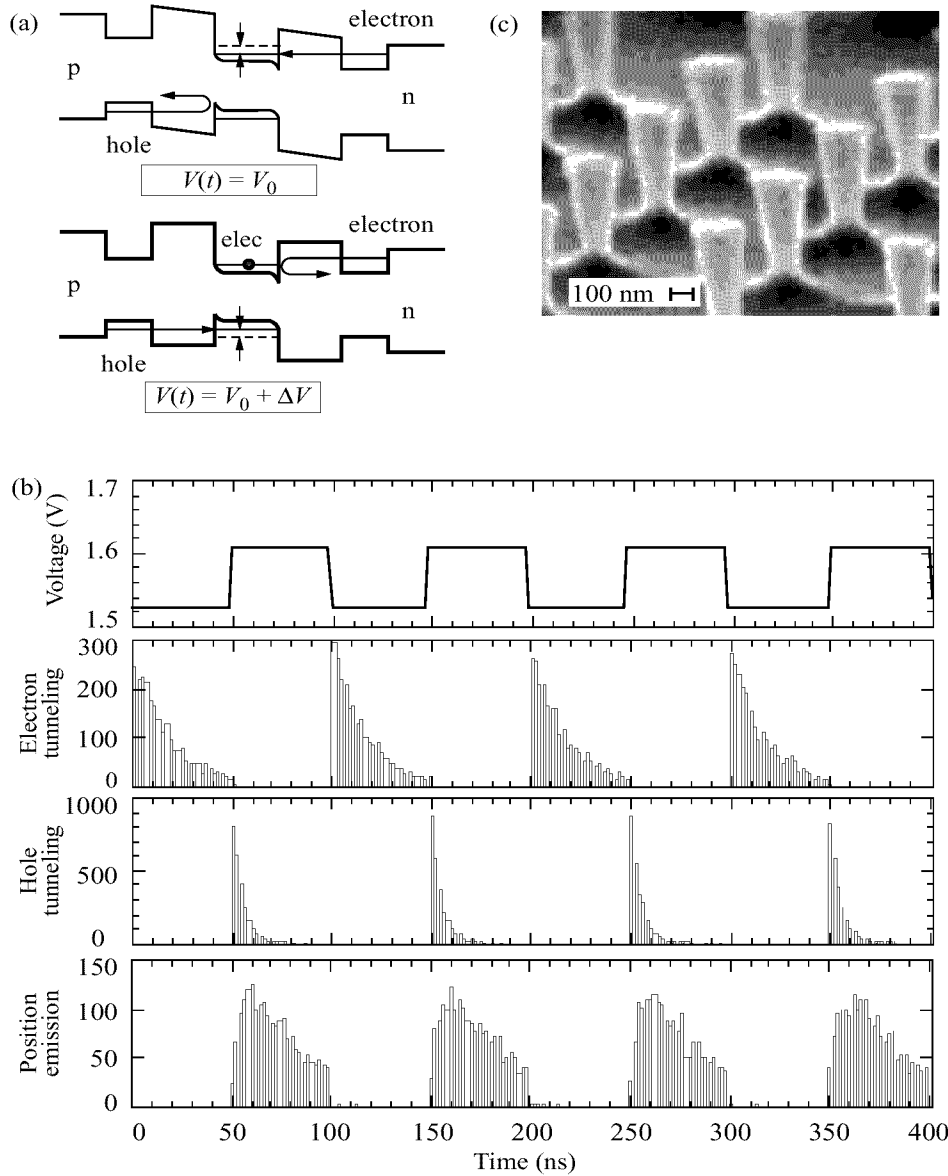 (a)
electron
p
n
hole
V(t) = V₀
elec
electron
p
n
hole
V(t) = V₀ + ΔV
(c)
100 nm
(b)
Voltage (V)
1.7
1.6
1.5
Electron
tunneling
300
200
100
0
Hole
tunneling
1000
500
0
Position
emission
150
100
50
0
0 50 100 150 200 250 300 350 400
Time (ns)